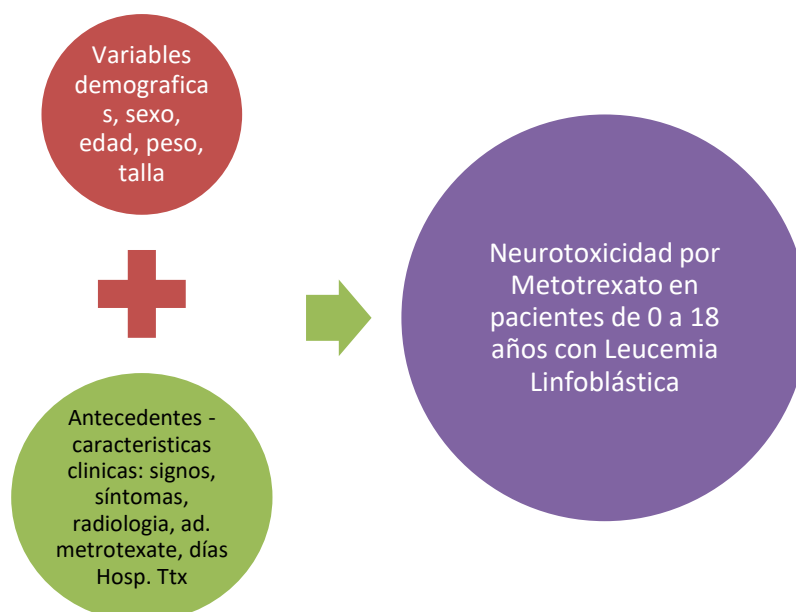 Variables
demografica
s, sexo,
edad, peso,
talla
Antecedentes -
caracteristicas
clinicas: signos,
síntomas,
radiologia, ad.
metrotexate, días
Hosp. Ttx
Neurotoxicidad por
Metotrexato en
pacientes de 0 a 18
años con Leucemia
Linfoblástica